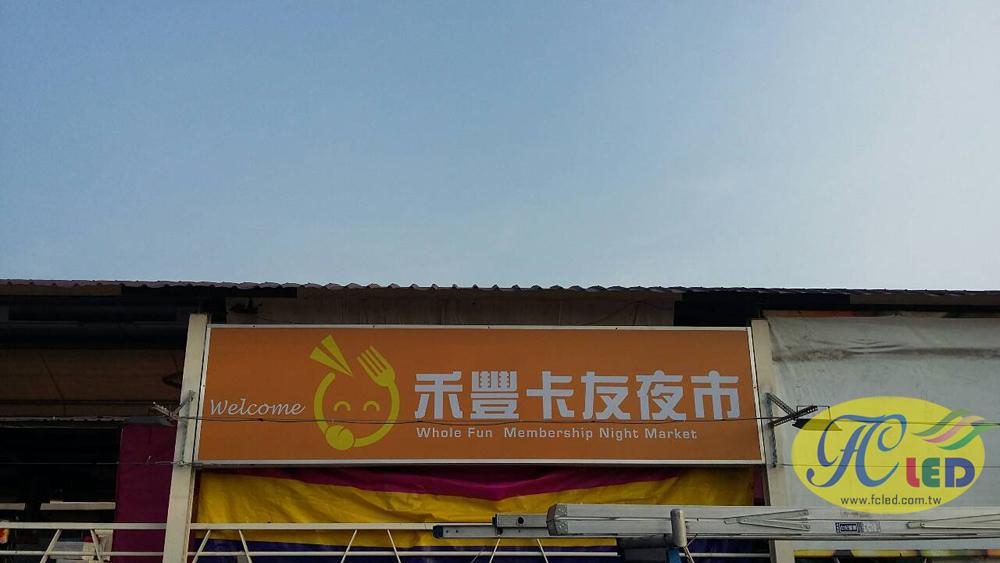 Welcome
禾豐卡友夜市
Whole Fun Membership Night Market
FC LED
www.fcled.com.tw